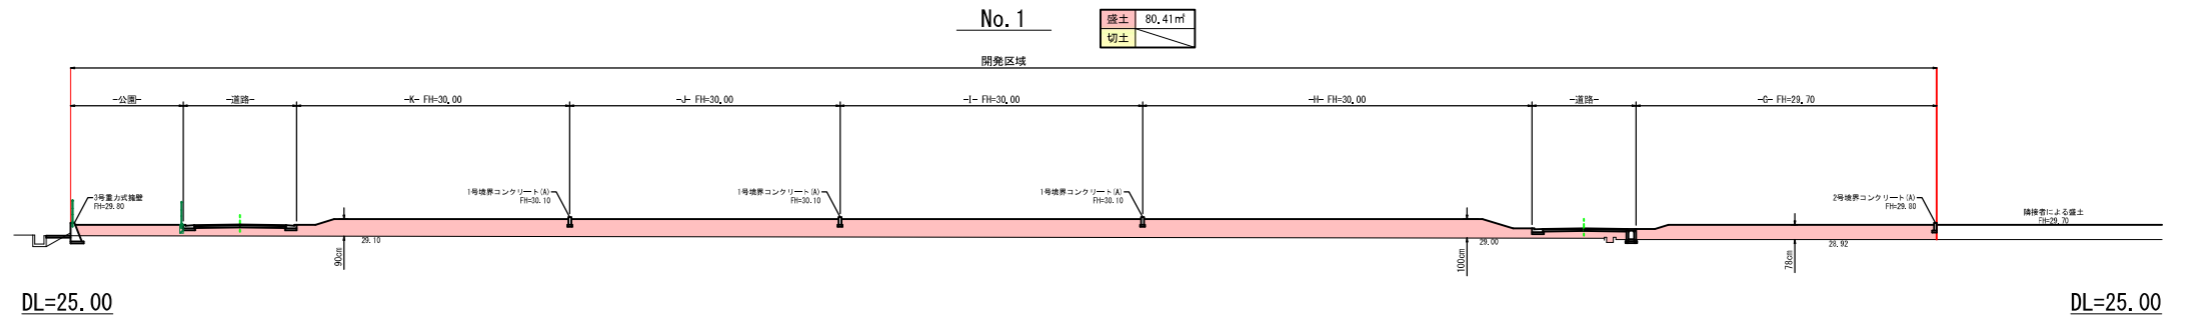 No.1
盛土 80.41㎡
切土
開発区域
-公園-
-道路-
-K- FH=30.00
-J- FH=30.00
-I- FH=30.00
-H- FH=30.00
-道路-
-G- FH=29.70
3号重力式擁壁
FH=29.80
1号境界コンクリート(A)
FH=30.10
1号境界コンクリート(A)
FH=30.10
1号境界コンクリート(A)
FH=30.10
2号境界コンクリート(A)
FH=29.80
隣接者による盛土
FH=29.70
29.10
90cm
29.00
100cm
28.92
78cm
DL=25.00
DL=25.00